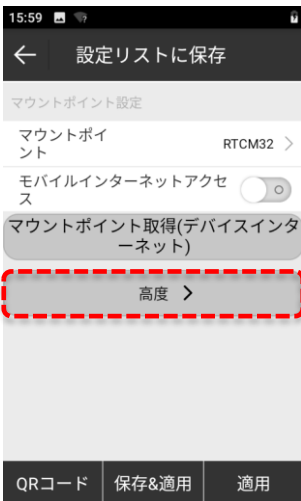 15:59
← 設定リストに保存
マウントポイント設定
マウントポイ
ント
RTCM32 >
モバイルインターネットアクセ
ス
マウントポイント取得(デバイスインタ
ーネット)
高度 >
QRコード 保存&適用 適用